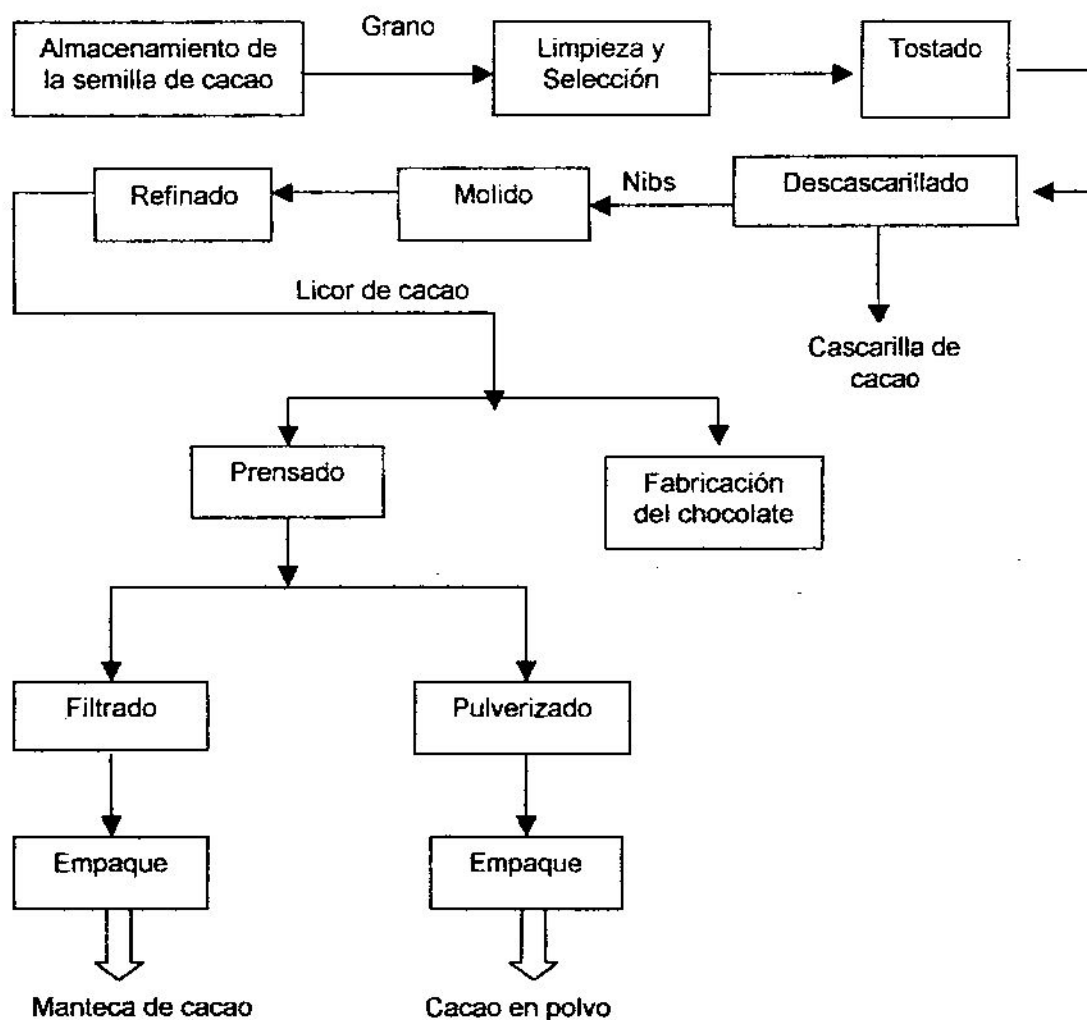 Almacenamiento de
la semilla de cacao
Grano
Limpieza y
Selección
Tostado
Descascarillado
Nibs
Molido
Refinado
Licor de cacao
Cascarilla de
cacao
Prensado
Fabricación
del chocolate
Filtrado
Pulverizado
Empaque
Empaque
Manteca de cacao
Cacao en polvo